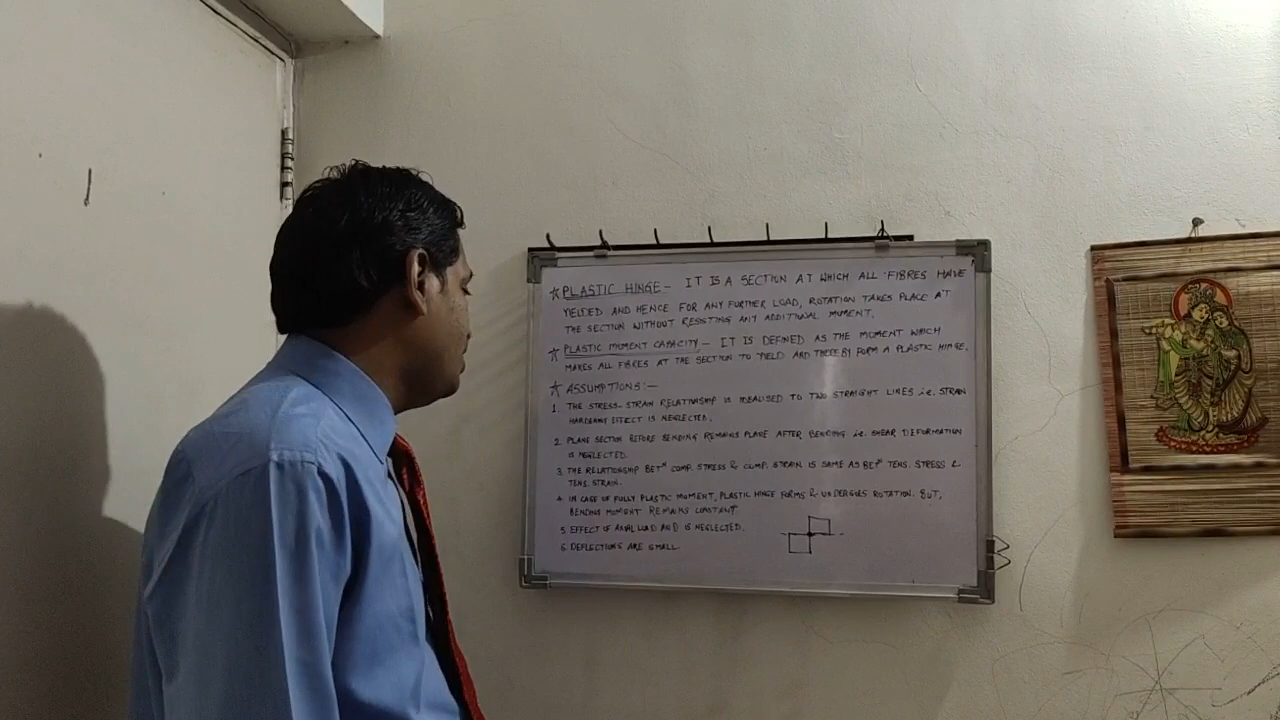 ☆ PLASTIC HINGE - IT IS A SECTION AT WHICH ALL FIBRES HAVE
YIELDED AND HENCE FOR ANY FURTHER LOAD, ROTATION TAKES PLACE AT
THE SECTION WITHOUT RESISTING ANY ADDITIONAL MOMENT.
☆ PLASTIC MOMENT CAPACITY - IT IS DEFINED AS THE MOMENT WHICH
MAKES ALL FIBRES AT THE SECTION TO YIELD AND THEREBY FORM A PLASTIC HINGE.
☆ ASSUMPTIONS :-
1. THE STRESS-STRAIN RELATIONSHIP IS IDEALISED TO TWO STRAIGHT LINES i.e. STRAIN
HARDENING EFFECT IS NEGLECTED.
2. PLANE SECTION BEFORE BENDING REMAINS PLANE AFTER BENDING i.e. SHEAR DEFORMATION
IS NEGLECTED.
3. THE RELATIONSHIP BETᴺ COMP. STRESS & COMP. STRAIN IS SAME AS BETᴺ TENS. STRESS &
TENS. STRAIN.
4. IN CASE OF FULLY PLASTIC MOMENT, PLASTIC HINGE FORMS & UNDERGOES ROTATION. BUT,
BENDING MOMENT REMAINS CONSTANT.
5. EFFECT OF AXIAL LOAD AND IS NEGLECTED.
6. DEFLECTIONS ARE SMALL.